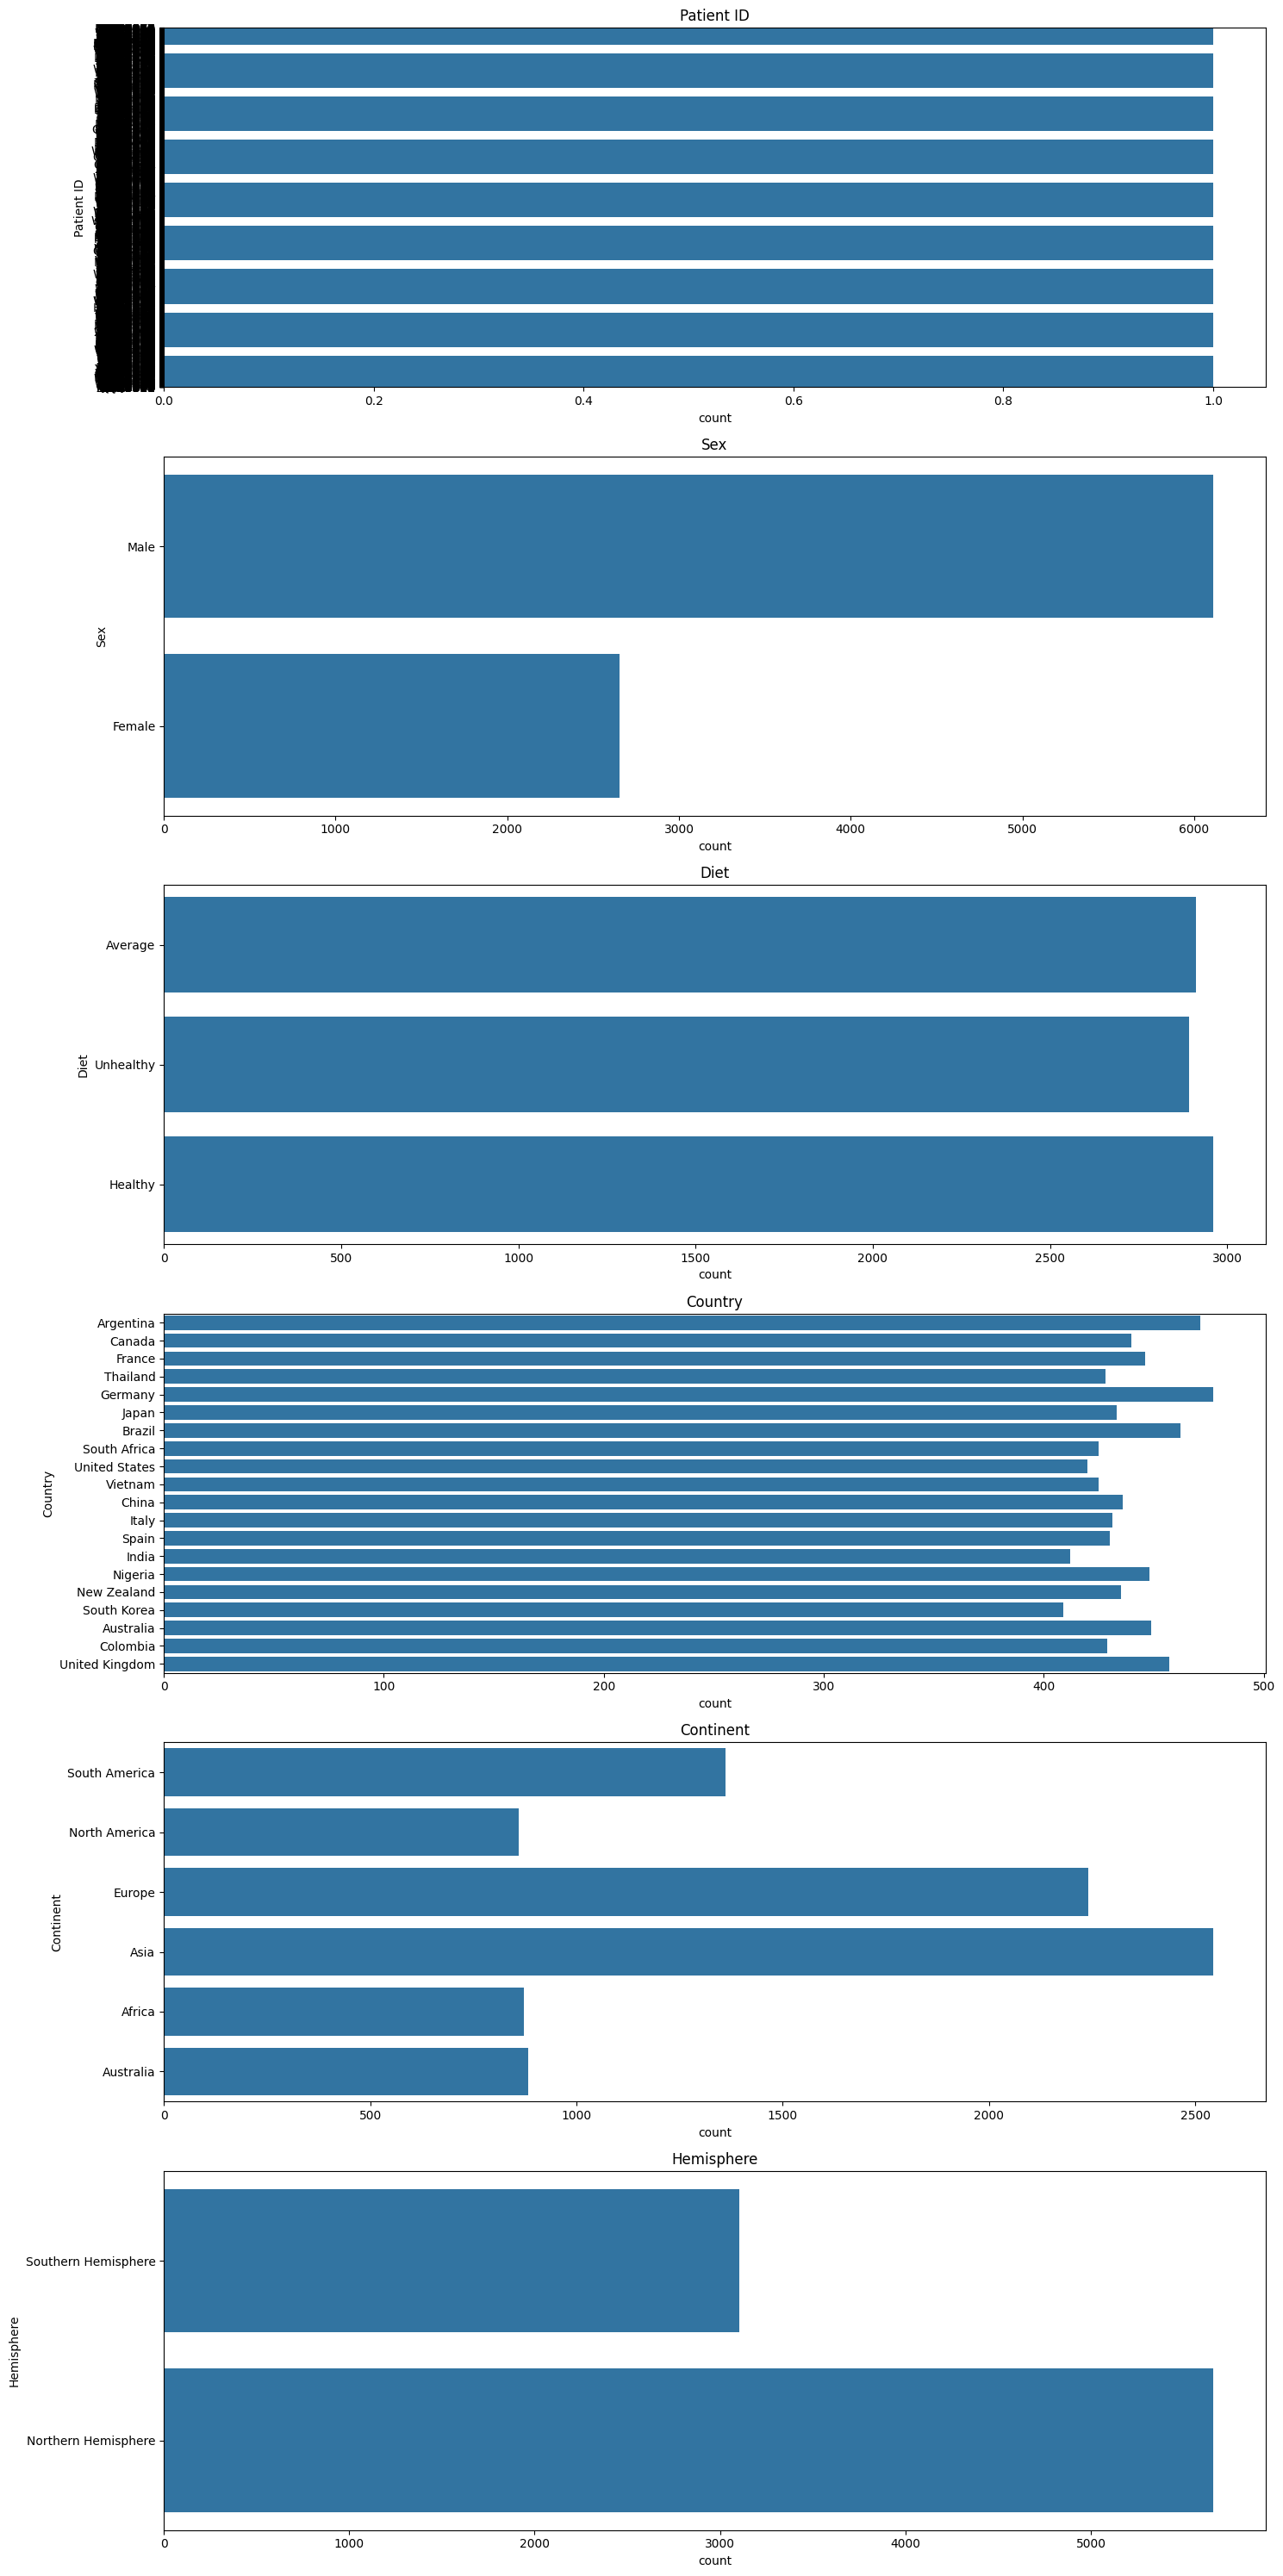 Patient ID
Patient ID
0.0 0.2 0.4 0.6 0.8 1.0
count
Sex
Sex
Male
Female
0 1000 2000 3000 4000 5000 6000
count
Diet
Diet
Average
Unhealthy
Healthy
0 500 1000 1500 2000 2500 3000
count
Country
Country
Argentina
Canada
France
Thailand
Germany
Japan
Brazil
South Africa
United States
Vietnam
China
Italy
Spain
India
Nigeria
New Zealand
South Korea
Australia
Colombia
United Kingdom
0 100 200 300 400 500
count
Continent
Continent
South America
North America
Europe
Asia
Africa
Australia
0 500 1000 1500 2000 2500
count
Hemisphere
Hemisphere
Southern Hemisphere
Northern Hemisphere
0 1000 2000 3000 4000 5000
count